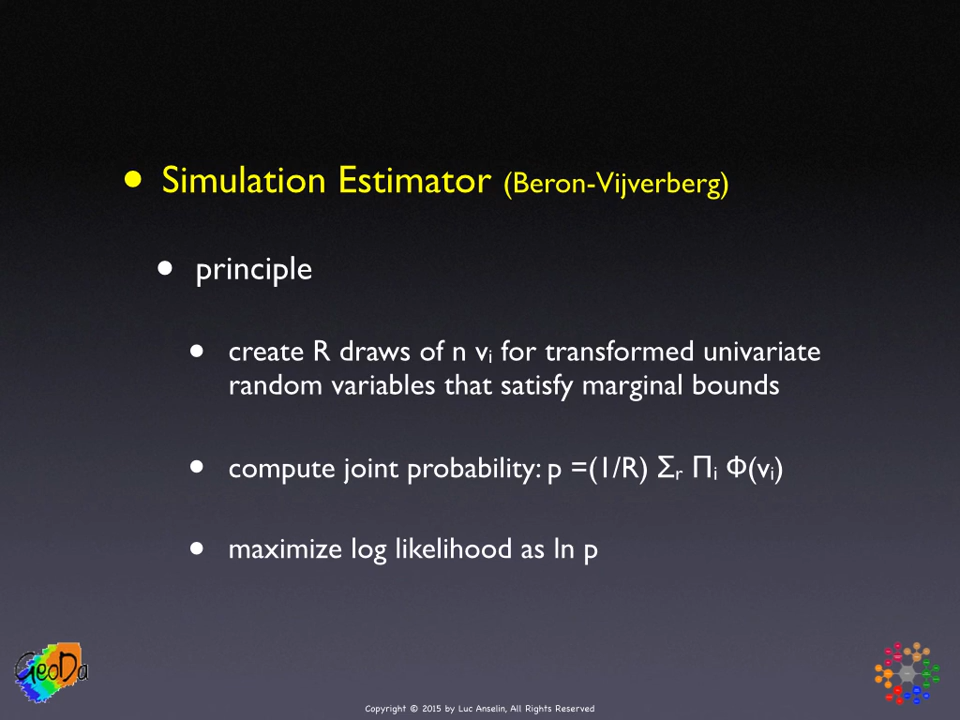 • Simulation Estimator (Beron-Vijverberg)
• principle
• create R draws of n vᵢ for transformed univariate
random variables that satisfy marginal bounds
• compute joint probability: p =(1/R) Σᵣ Πᵢ Φ(vᵢ)
• maximize log likelihood as ln p
GeoDa
Copyright © 2015 by Luc Anselin, All Rights Reserved